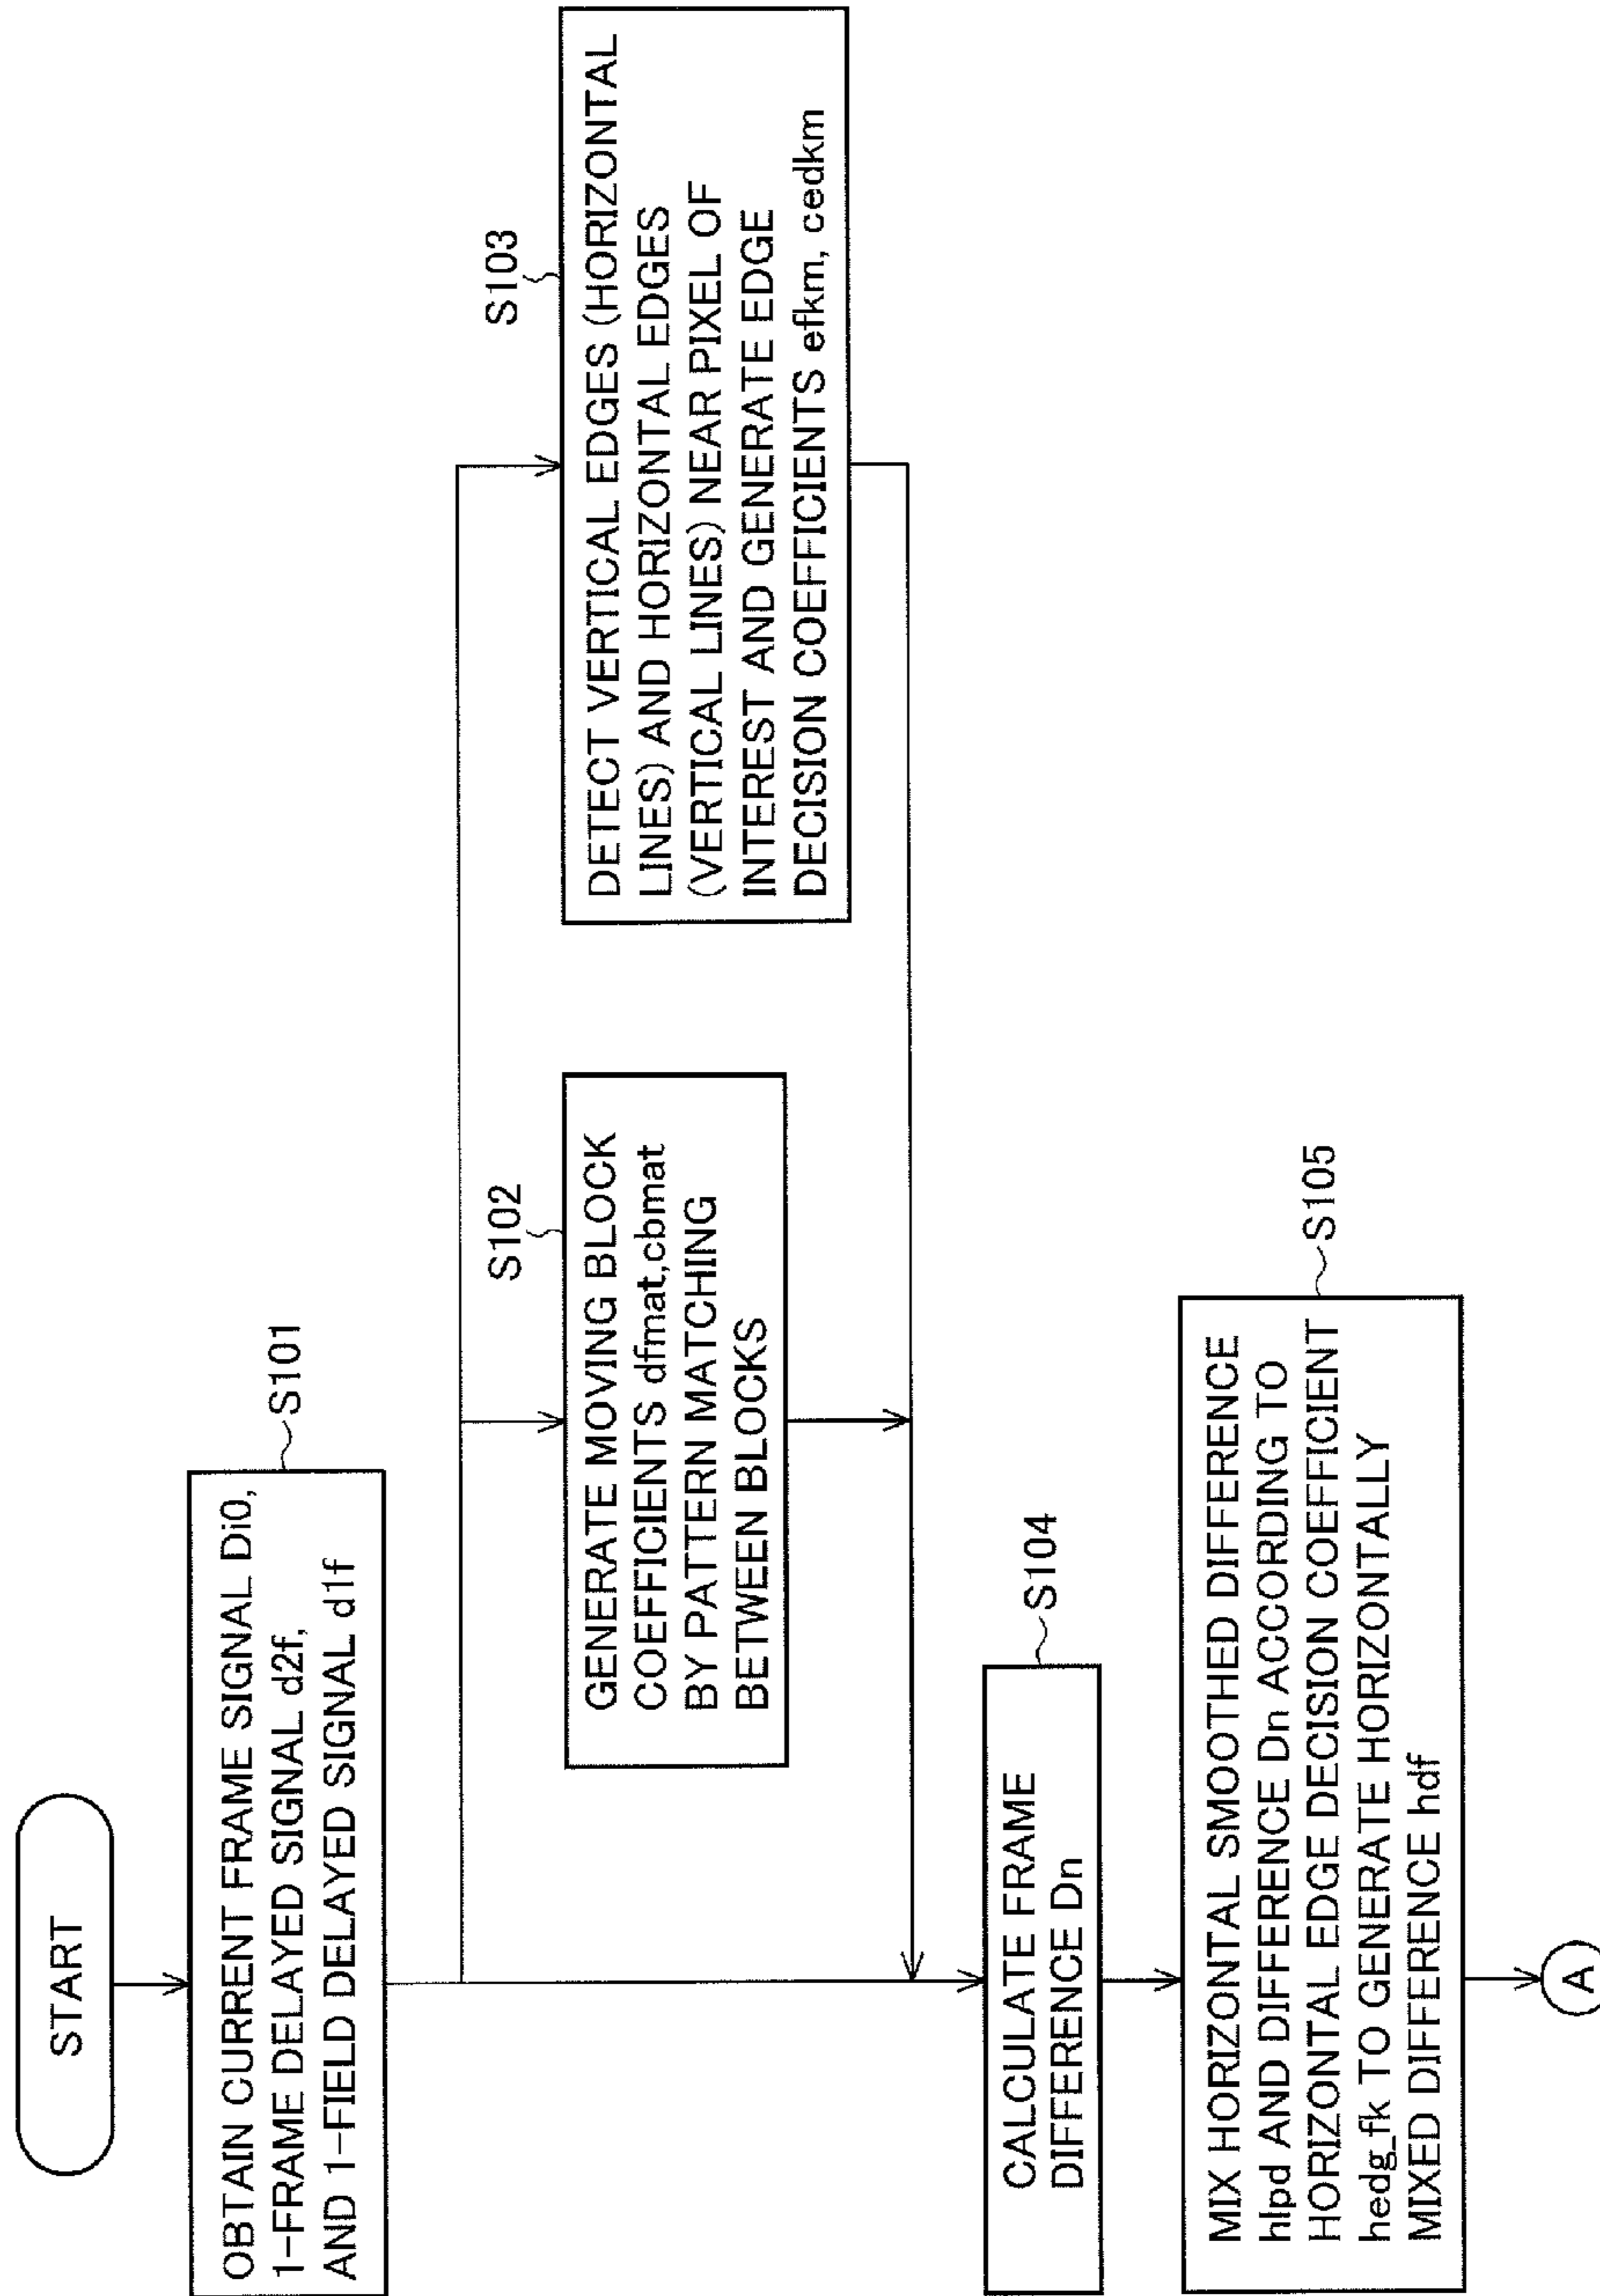 START
OBTAIN CURRENT FRAME SIGNAL Di0,
1-FRAME DELAYED SIGNAL d2f,
AND 1-FIELD DELAYED SIGNAL d1f
S101
GENERATE MOVING BLOCK
COEFFICIENTS dfmat,cbmat
BY PATTERN MATCHING
BETWEEN BLOCKS
S102
DETECT VERTICAL EDGES (HORIZONTAL
LINES) AND HORIZONTAL EDGES
(VERTICAL LINES) NEAR PIXEL OF
INTEREST AND GENERATE EDGE
DECISION COEFFICIENTS efkm, cedkm
S103
CALCULATE FRAME
DIFFERENCE Dn
S104
MIX HORIZONTAL SMOOTHED DIFFERENCE
hlpd AND DIFFERENCE Dn ACCORDING TO
HORIZONTAL EDGE DECISION COEFFICIENT
hedg_fk TO GENERATE HORIZONTALLY
MIXED DIFFERENCE hdf
S105
A